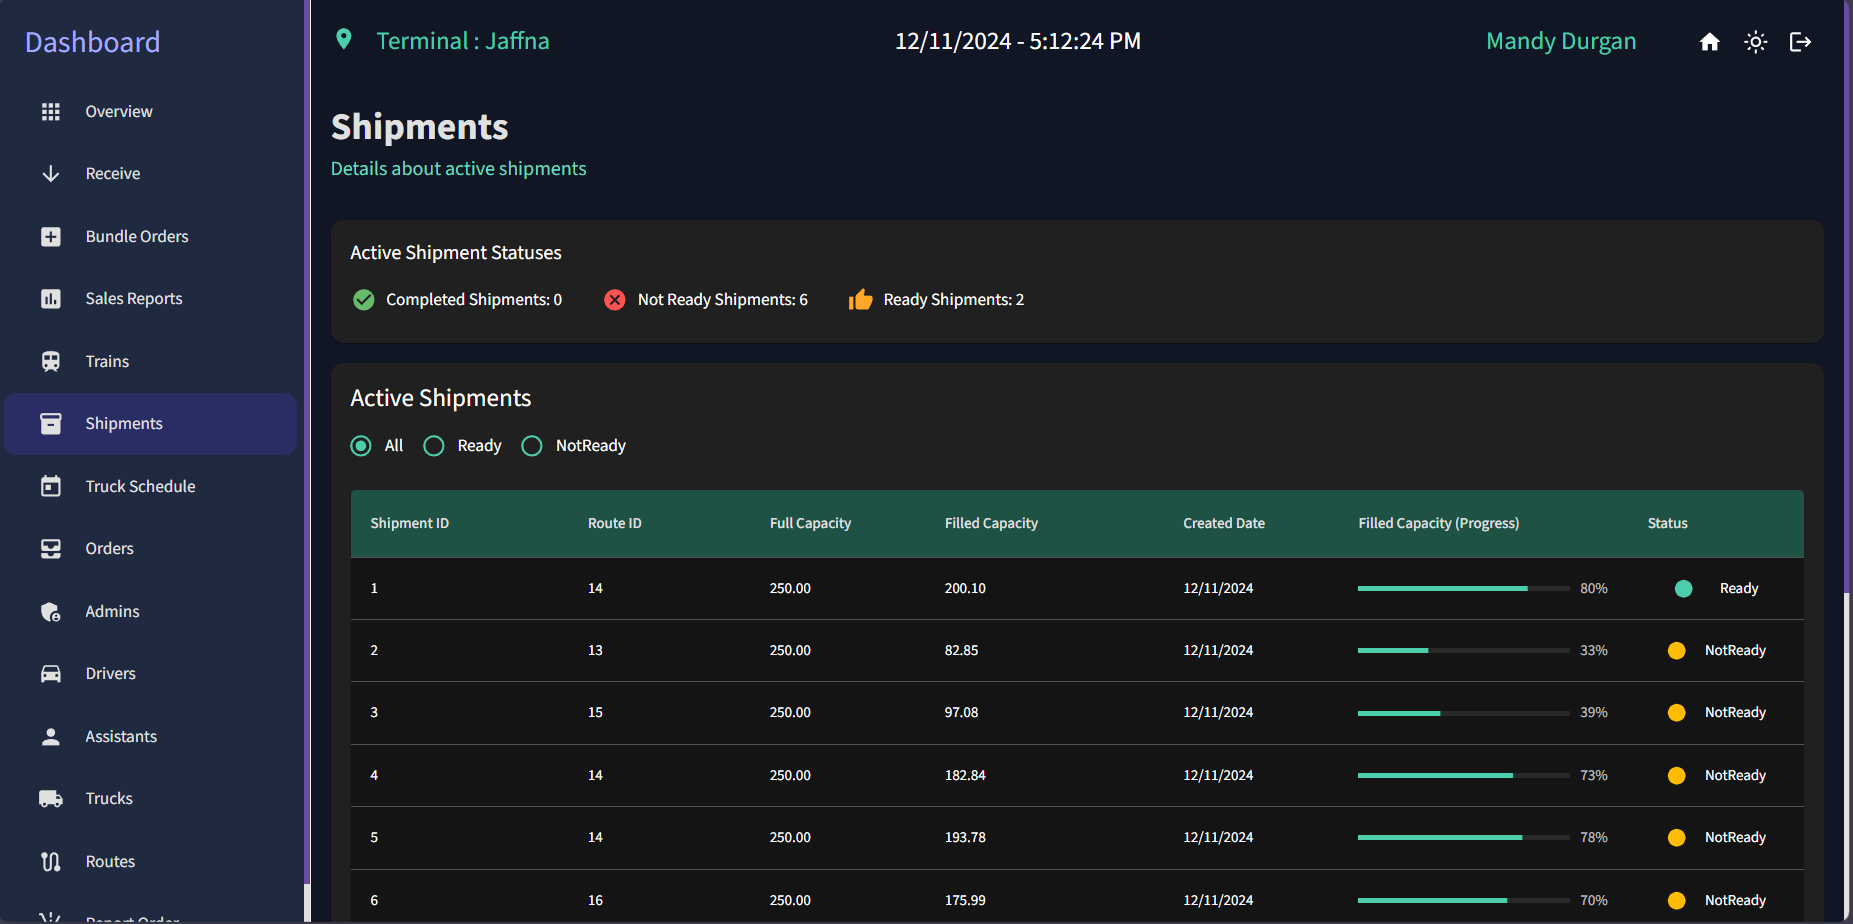 Dashboard
Overview
Receive
Bundle Orders
Sales Reports
Trains
Shipments
Truck Schedule
Orders
Admins
Drivers
Assistants
Trucks
Routes
Report Order
Terminal : Jaffna
12/11/2024 - 5:12:24 PM
Mandy Durgan
Shipments
Details about active shipments
Active Shipment Statuses
Completed Shipments: 0 Not Ready Shipments: 6 Ready Shipments: 2
Active Shipments
All Ready NotReady
Shipment ID Route ID Full Capacity Filled Capacity Created Date Filled Capacity (Progress) Status
1 14 250.00 200.10 12/11/2024 80% Ready
2 13 250.00 82.85 12/11/2024 33% NotReady
3 15 250.00 97.08 12/11/2024 39% NotReady
4 14 250.00 182.84 12/11/2024 73% NotReady
5 14 250.00 193.78 12/11/2024 78% NotReady
6 16 250.00 175.99 12/11/2024 70% NotReady